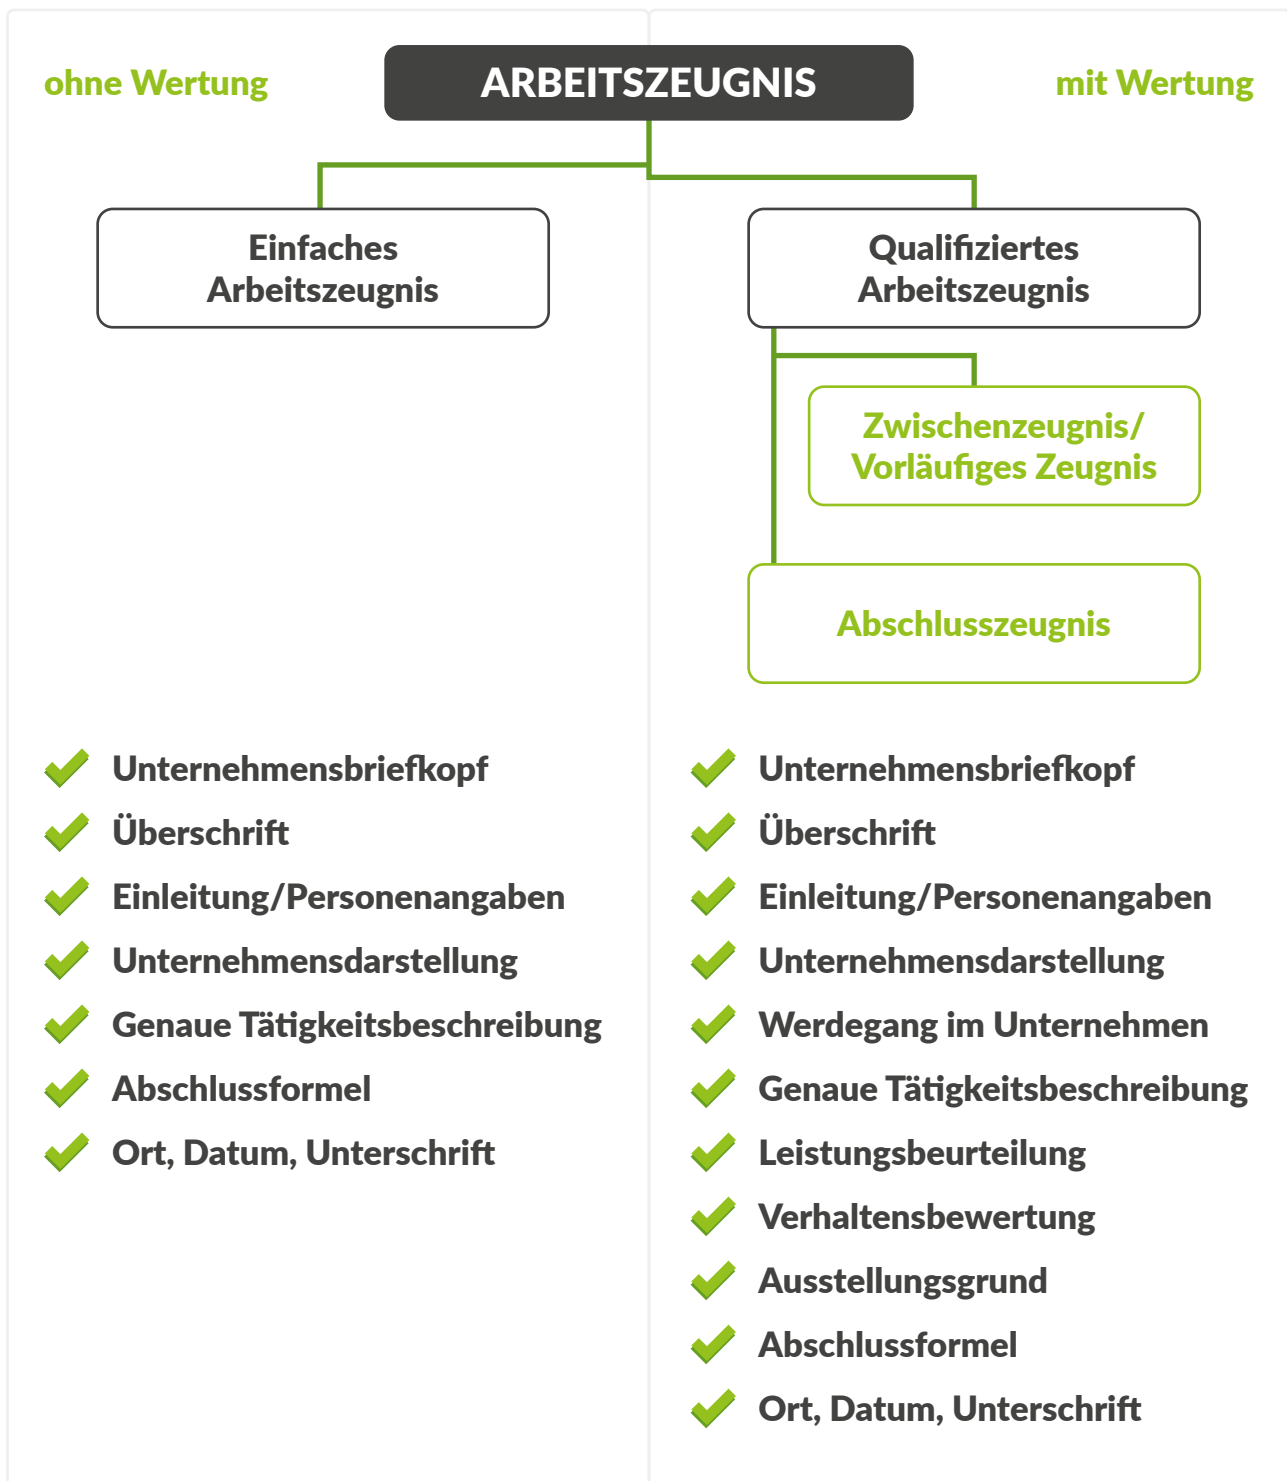 ohne Wertung
ARBEITSZEUGNIS
mit Wertung
Einfaches
Arbeitszeugnis
Qualifiziertes
Arbeitszeugnis
Zwischenzeugnis/
Vorläufiges Zeugnis
Abschlusszeugnis
Unternehmensbriefkopf
Überschrift
Einleitung/Personenangaben
Unternehmensdarstellung
Genaue Tätigkeitsbeschreibung
Abschlussformel
Ort, Datum, Unterschrift
Unternehmensbriefkopf
Überschrift
Einleitung/Personenangaben
Unternehmensdarstellung
Werdegang im Unternehmen
Genaue Tätigkeitsbeschreibung
Leistungsbeurteilung
Verhaltensbewertung
Ausstellungsgrund
Abschlussformel
Ort, Datum, Unterschrift